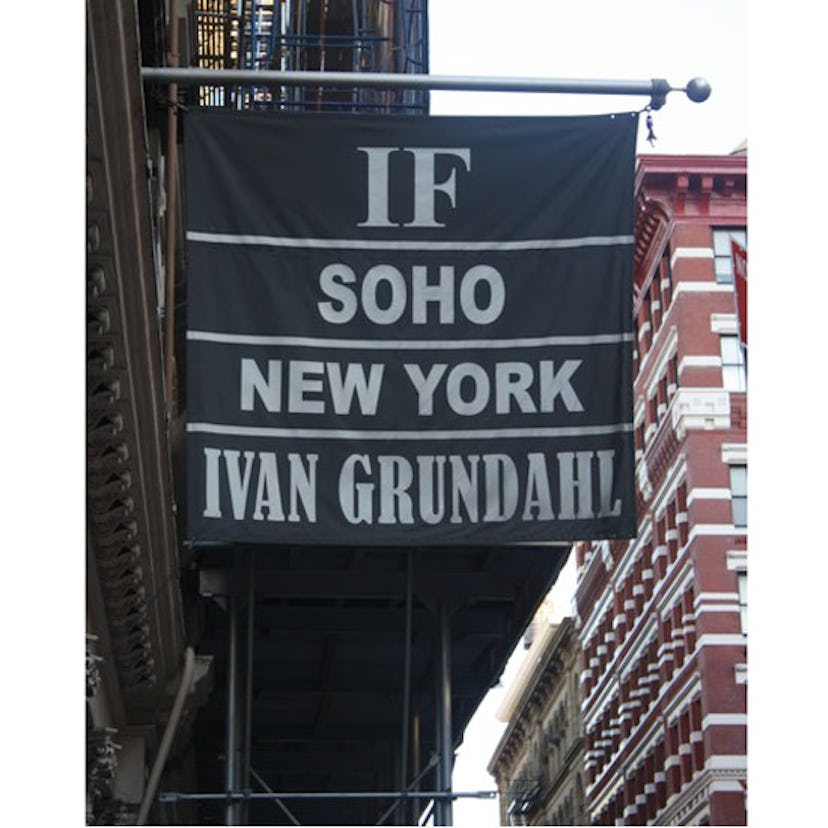 IF
SOHO
NEW YORK
IVAN GRUNDAHL